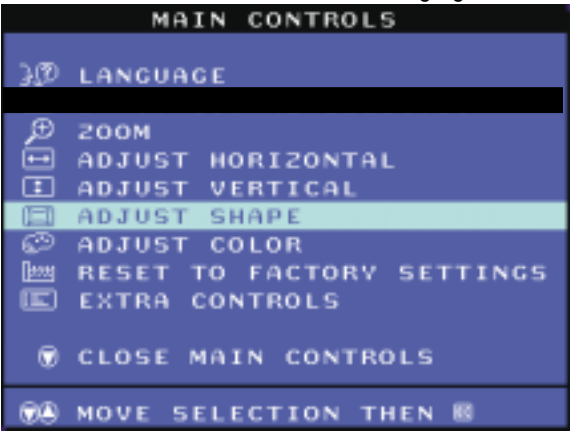 MAIN CONTROLS
LANGUAGE
ZOOM
ADJUST HORIZONTAL
ADJUST VERTICAL
ADJUST SHAPE
ADJUST COLOR
RESET TO FACTORY SETTINGS
EXTRA CONTROLS
CLOSE MAIN CONTROLS
MOVE SELECTION THEN